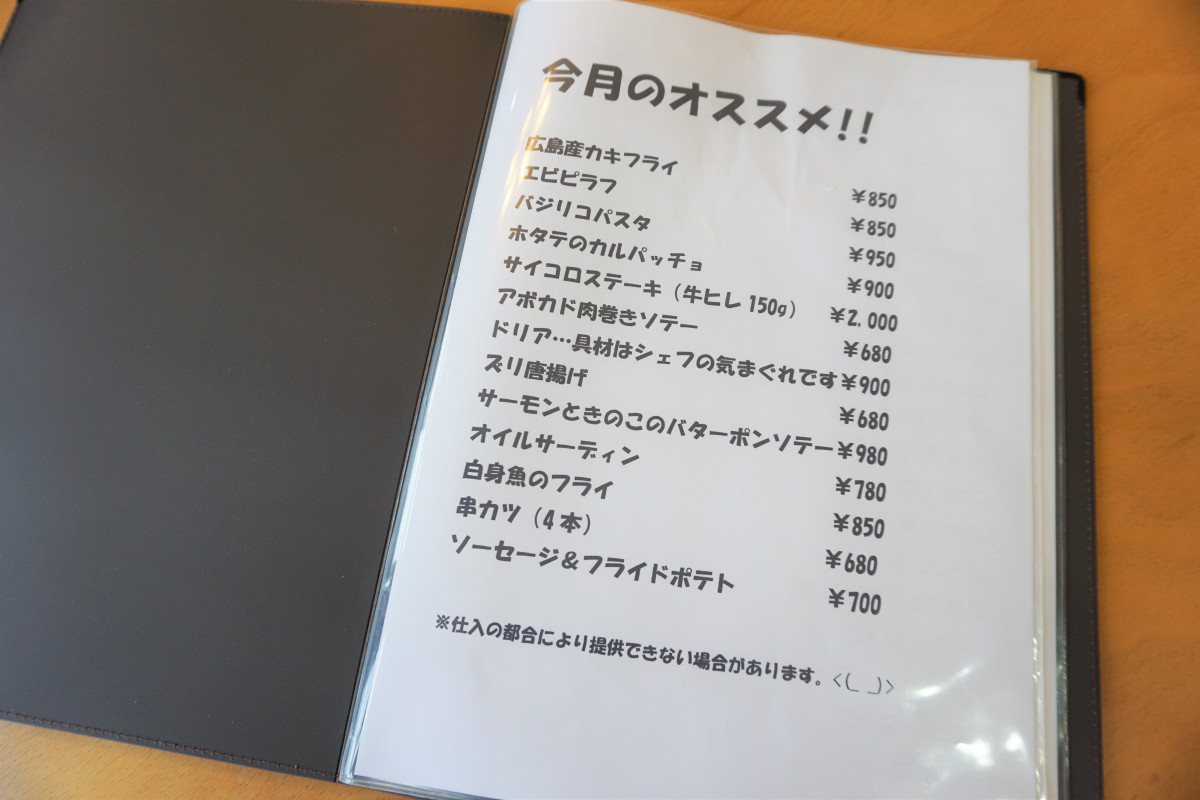 今月のオススメ!!
広島産カキフライ ¥850
エビピラフ ¥850
バジリコパスタ ¥950
ホタテのカルパッチョ ¥900
サイコロステーキ（牛ヒレ 150g） ¥2,000
アボカド肉巻きソテー ¥680
ドリア…具材はシェフの気まぐれです ¥900
ズリ唐揚げ ¥680
サーモンときのこのバターポンソテー ¥980
オイルサーディン ¥780
白身魚のフライ ¥850
串カツ（4本） ¥680
ソーセージ＆フライドポテト ¥700
※仕入の都合により提供できない場合があります。<(_ _)>